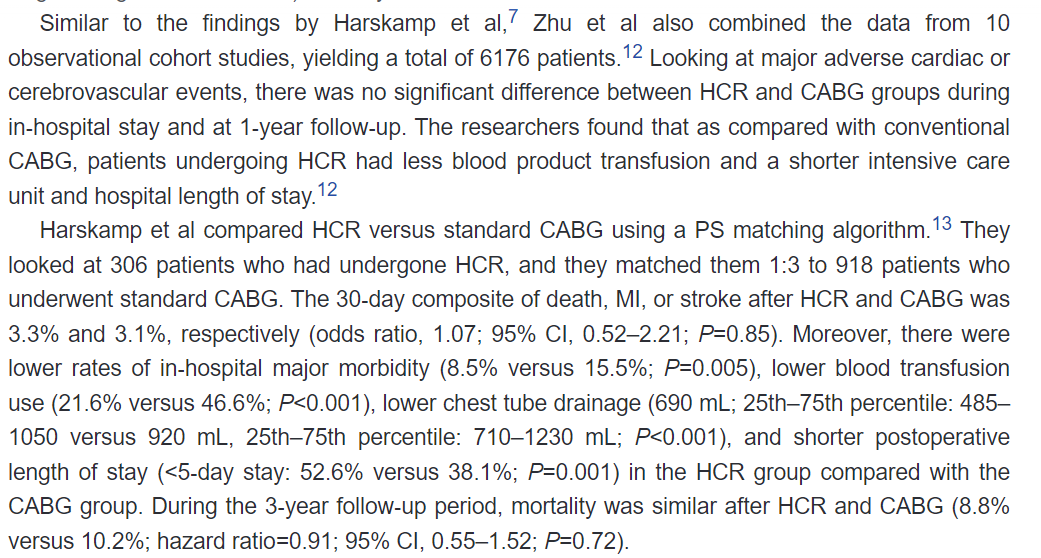 Similar to the findings by Harskamp et al,7 Zhu et al also combined the data from 10
observational cohort studies, yielding a total of 6176 patients.12 Looking at major adverse cardiac or
cerebrovascular events, there was no significant difference between HCR and CABG groups during
in-hospital stay and at 1-year follow-up. The researchers found that as compared with conventional
CABG, patients undergoing HCR had less blood product transfusion and a shorter intensive care
unit and hospital length of stay.12
Harskamp et al compared HCR versus standard CABG using a PS matching algorithm.13 They
looked at 306 patients who had undergone HCR, and they matched them 1:3 to 918 patients who
underwent standard CABG. The 30-day composite of death, MI, or stroke after HCR and CABG was
3.3% and 3.1%, respectively (odds ratio, 1.07; 95% CI, 0.52–2.21; P=0.85). Moreover, there were
lower rates of in-hospital major morbidity (8.5% versus 15.5%; P=0.005), lower blood transfusion
use (21.6% versus 46.6%; P<0.001), lower chest tube drainage (690 mL; 25th–75th percentile: 485–
1050 versus 920 mL, 25th–75th percentile: 710–1230 mL; P<0.001), and shorter postoperative
length of stay (<5-day stay: 52.6% versus 38.1%; P=0.001) in the HCR group compared with the
CABG group. During the 3-year follow-up period, mortality was similar after HCR and CABG (8.8%
versus 10.2%; hazard ratio=0.91; 95% CI, 0.55–1.52; P=0.72).